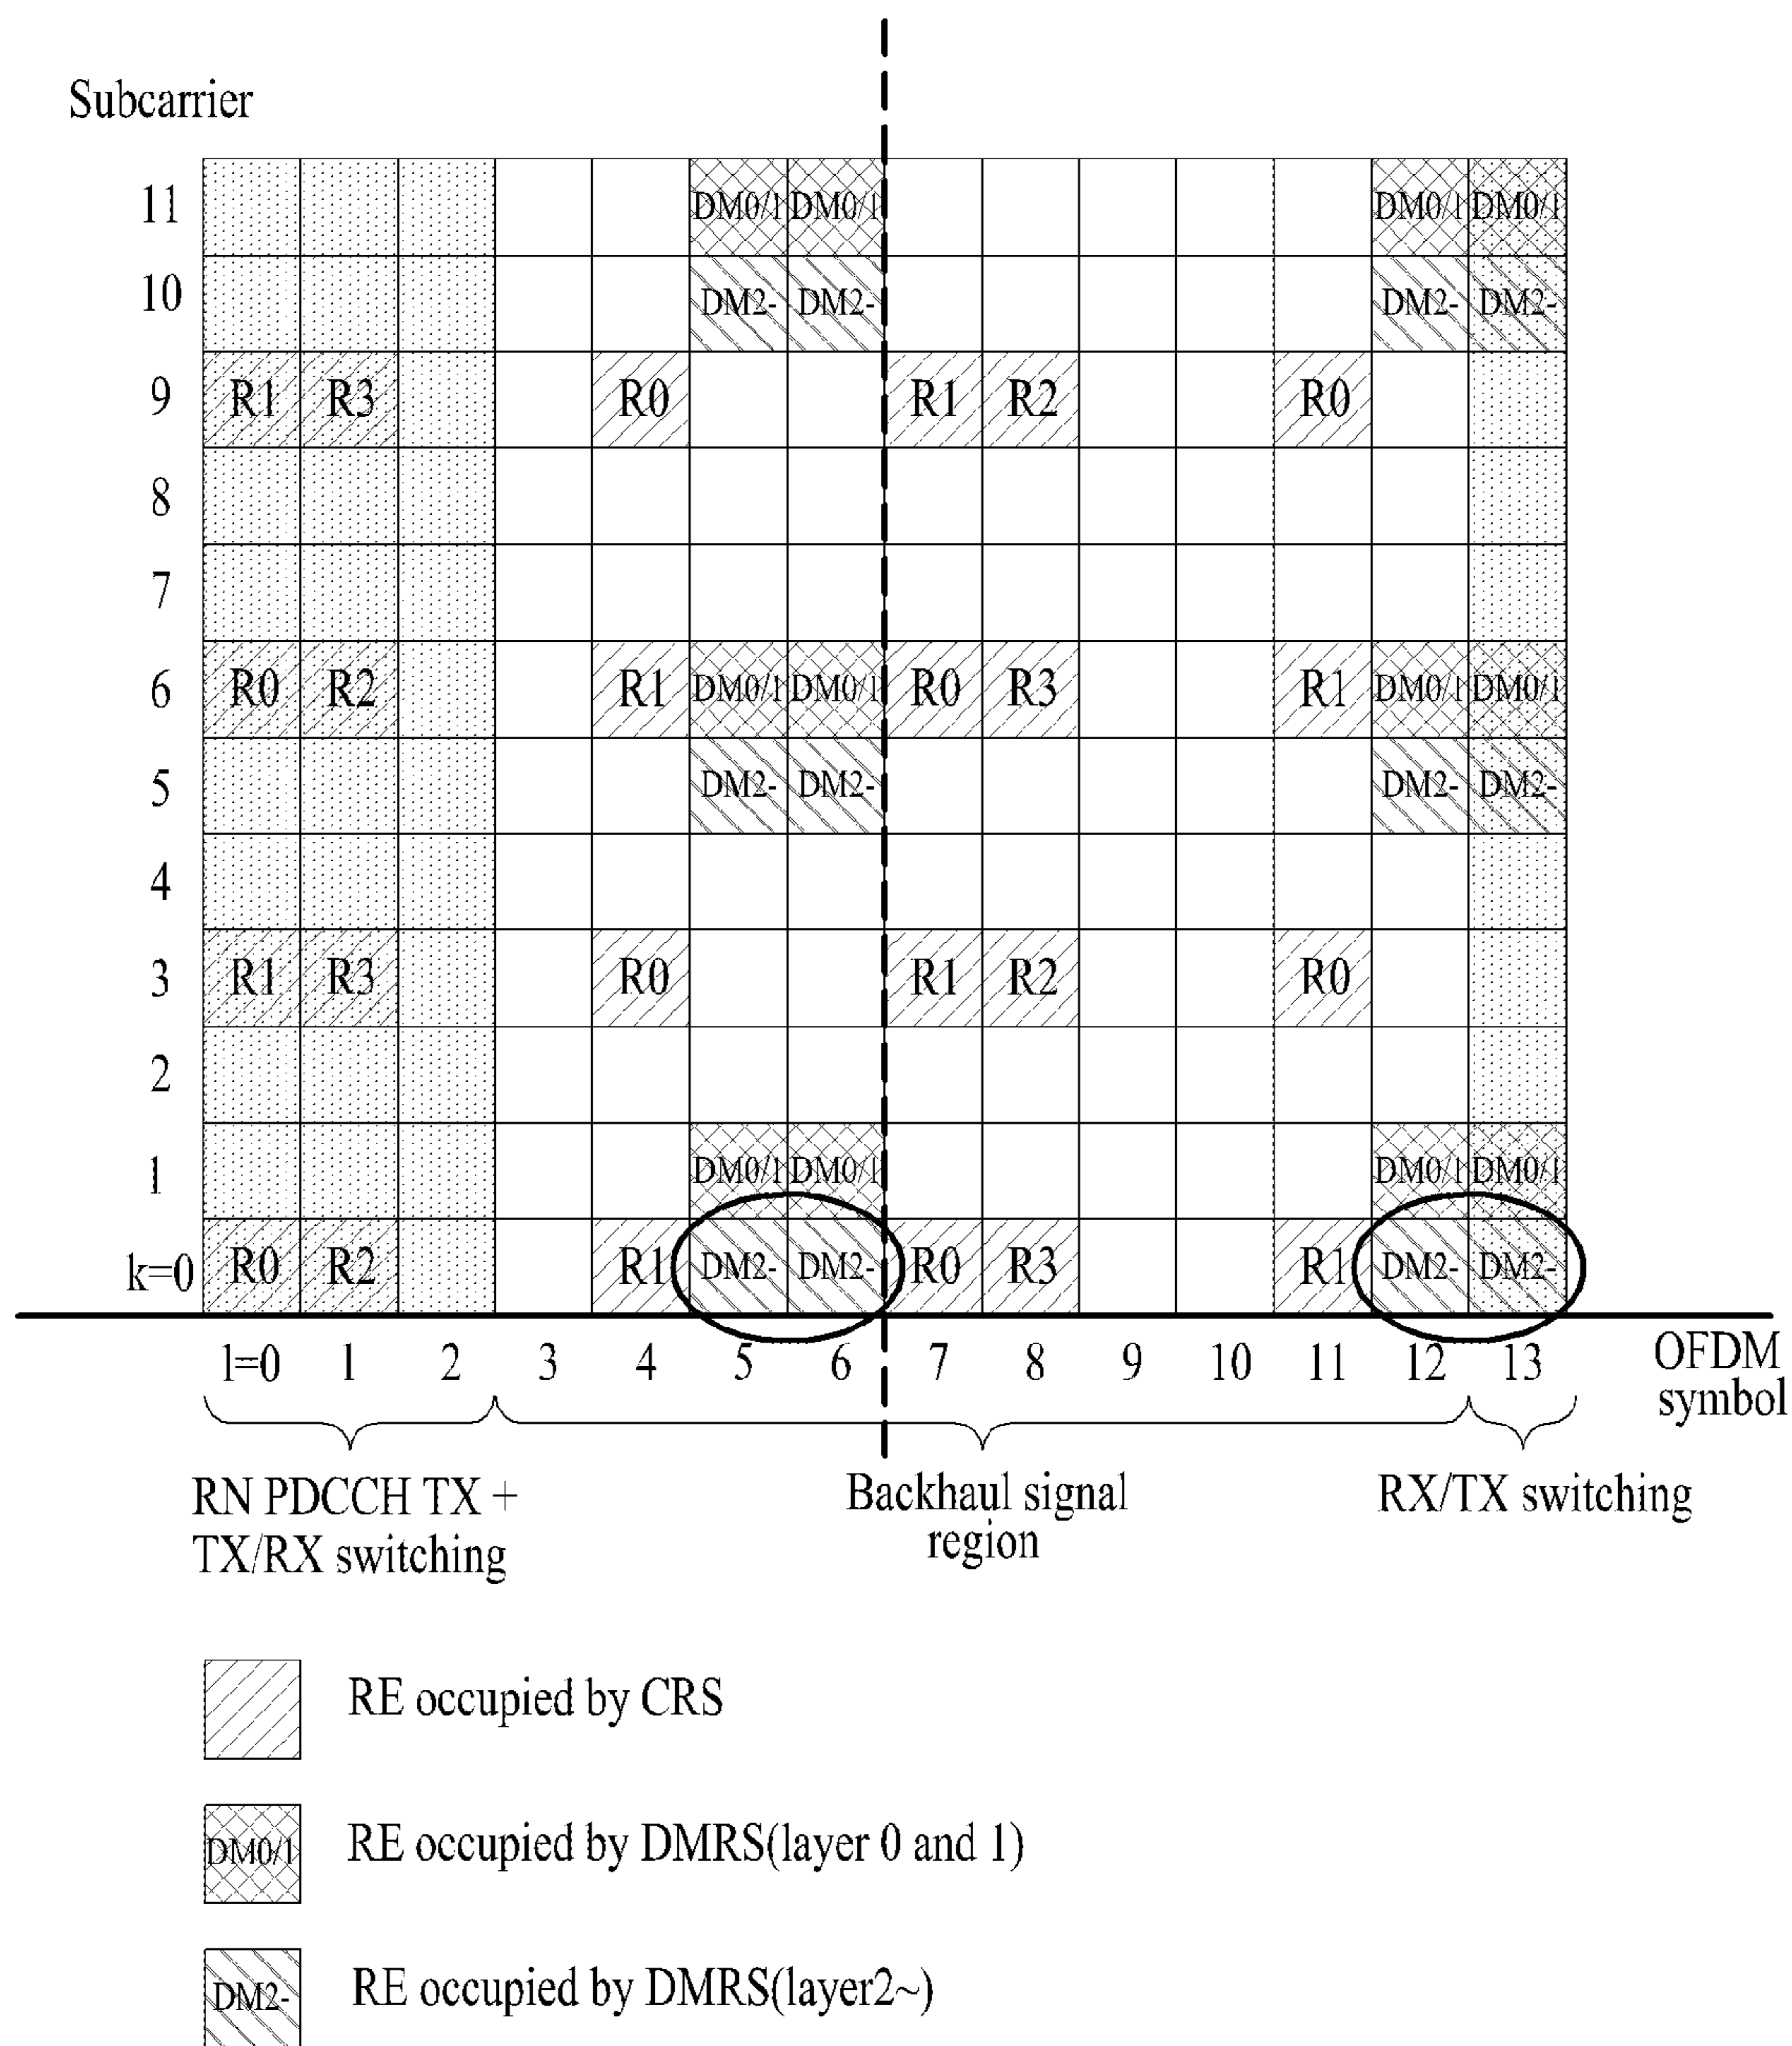 Subcarrier
11 DM0/1 DM0/1 DM0/1 DM0/1
10 DM2- DM2- DM2- DM2-
9 R1 R3 R0 R1 R2 R0
8
7
6 R0 R2 R1 DM0/1 DM0/1 R0 R3 R1 DM0/1 DM0/1
5 DM2- DM2- DM2- DM2-
4
3 R1 R3 R0 R1 R2 R0
2
1 DM0/1 DM0/1 DM0/1 DM0/1
k=0 R0 R2 R1 DM2- DM2- R0 R3 R1 DM2- DM2-
l=0 1 2 3 4 5 6 7 8 9 10 11 12 13 OFDM
symbol
RN PDCCH TX +
TX/RX switching
Backhaul signal
region
RX/TX switching
RE occupied by CRS
DM0/1 RE occupied by DMRS(layer 0 and 1)
DM2- RE occupied by DMRS(layer2~)